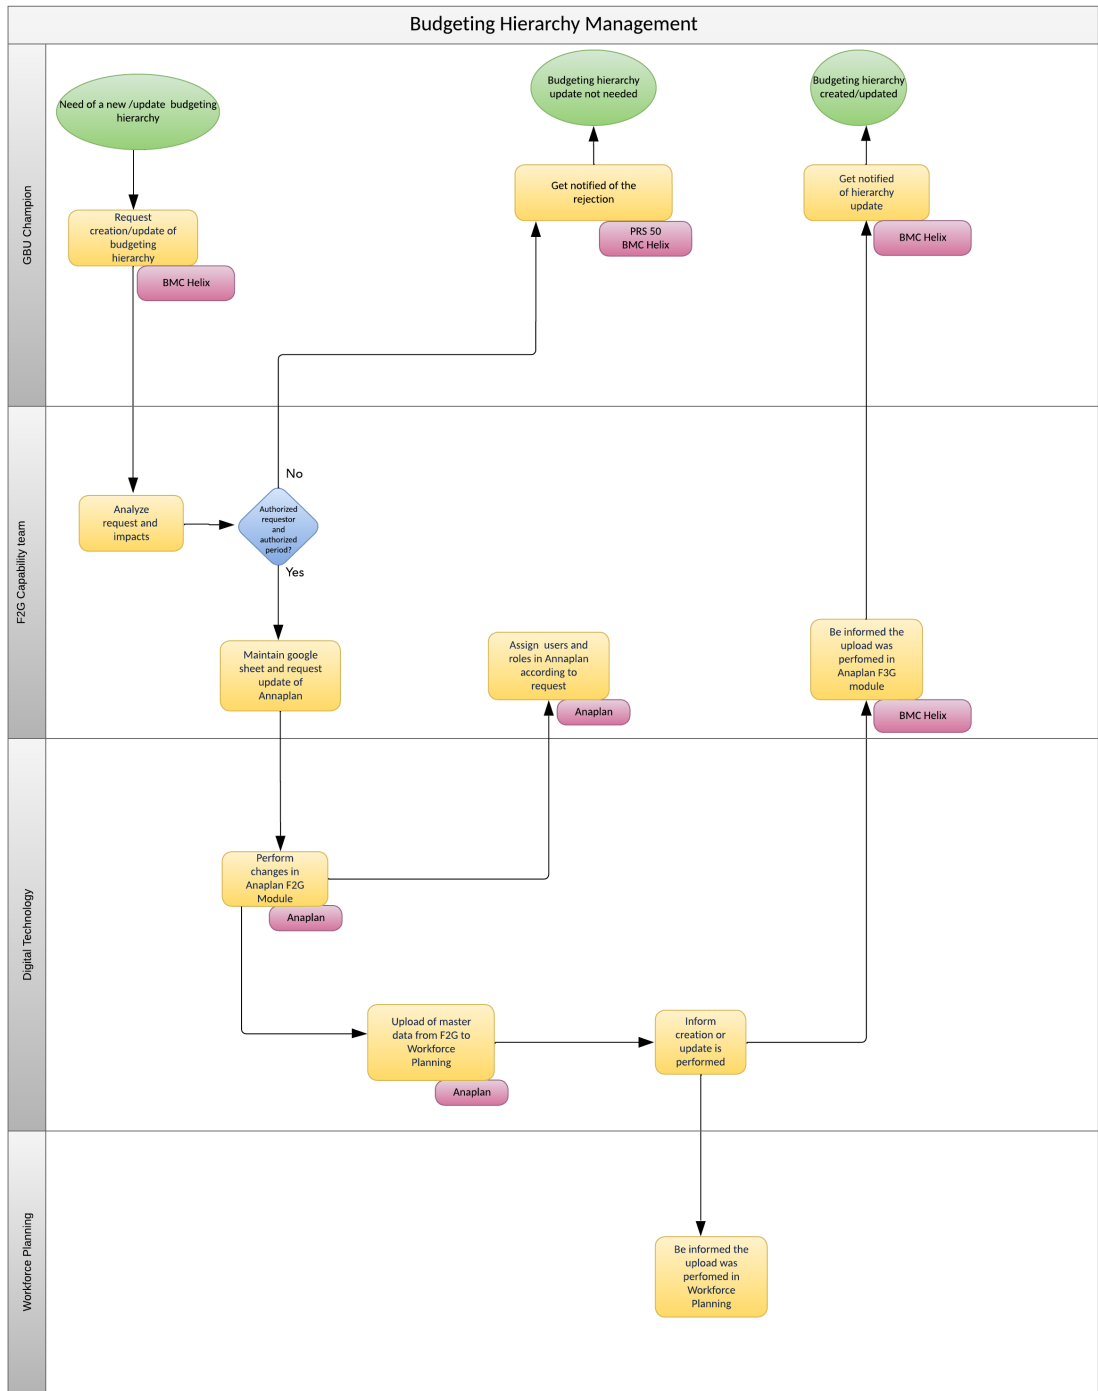 Budgeting Hierarchy Management
GBU Champion
Need of a new /update  budgeting
hierarchy
Budgeting hierarchy
update not needed
Budgeting hierarchy
created/updated
Request
creation/update of
budgeting
hierarchy
BMC Helix
Get notified of the
rejection
PRS 50
BMC Helix
Get notified
of hierarchy
update
BMC Helix
F2G Capability team
Analyze
request and
impacts
No
Authorized
requestor
and
authorized
period?
Yes
Maintain google
sheet and request
update of
Annaplan
Assign  users and
roles in Annaplan
according to
request
Anaplan
Be informed the
upload was
perfomed in
Anaplan F3G
module
BMC Helix
Digital Technology
Perform
changes in
Anaplan F2G
Module
Anaplan
Upload of master
data from F2G to
Workforce
Planning
Anaplan
Inform
creation or
update is
performed
Workforce Planning
Be informed the
upload was
perfomed in
Workforce
Planning